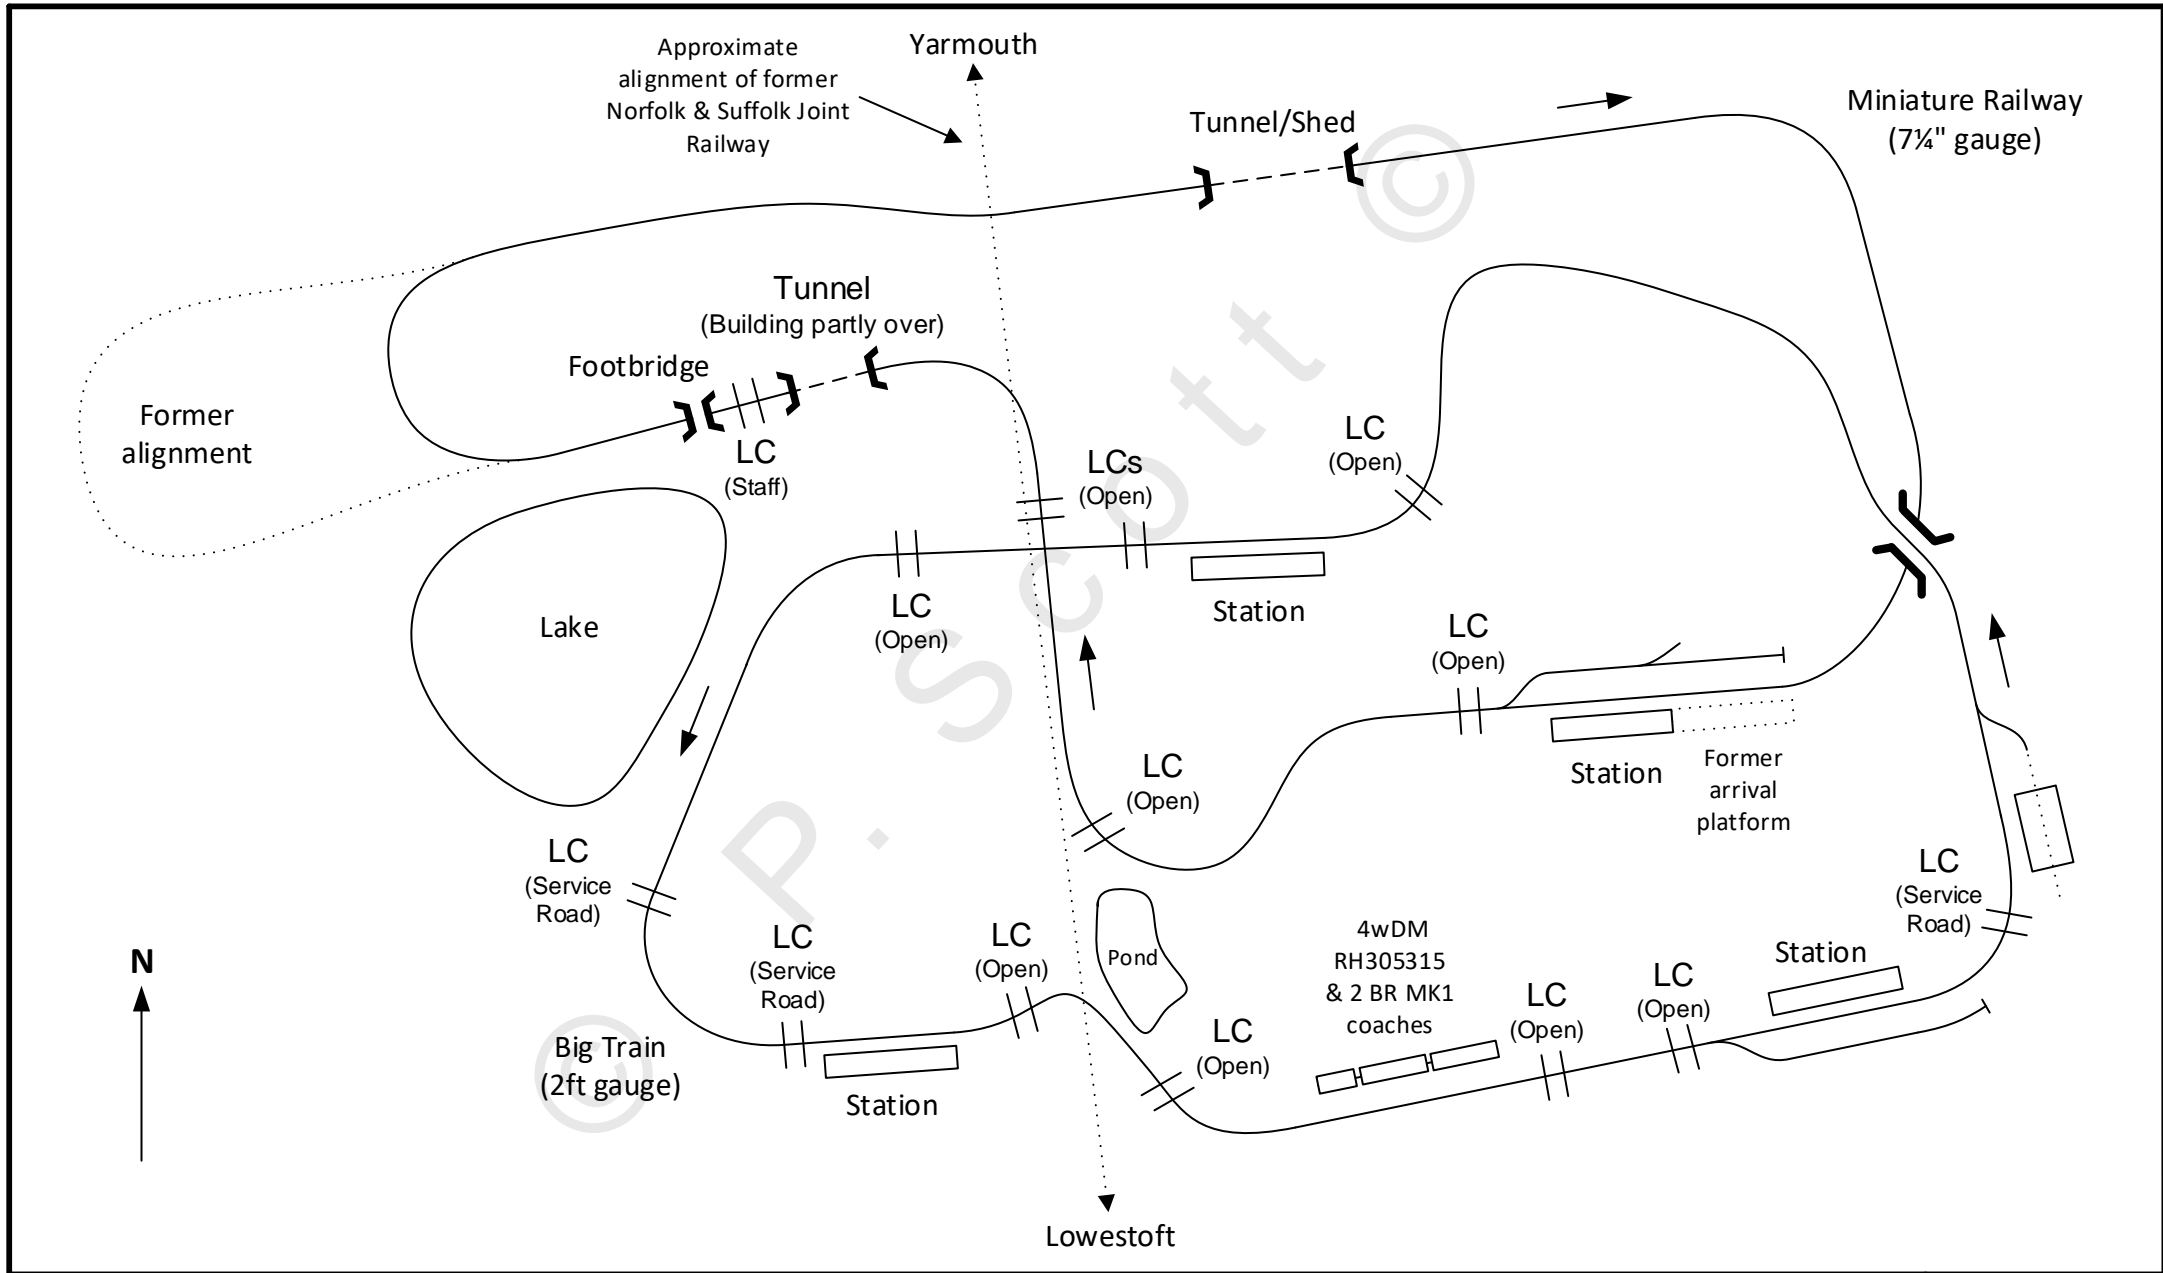 Approximate
alignment of former
Norfolk & Suffolk Joint
Railway
Yarmouth
Tunnel/Shed
Miniature Railway
(7¼" gauge)
Tunnel
(Building partly over)
Footbridge
Former
alignment
LC
(Staff)
LCs
(Open)
LC
(Open)
Lake
LC
(Open)
Station
LC
(Open)
Station
Former
arrival
platform
LC
(Open)
LC
(Service
Road)
LC
(Service
Road)
LC
(Open)
Pond
4wDM
RH305315
& 2 BR MK1
coaches
LC
(Open)
LC
(Open)
Station
LC
(Service
Road)
N
Big Train
(2ft gauge)
Station
LC
(Open)
Lowestoft
© P. Scott ©